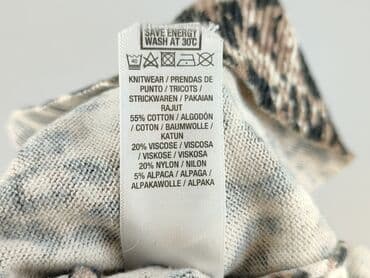 SAVE ENERGY
WASH AT 30°C
KNITWEAR / PRENDAS DE
PUNTO / TRICOTS /
STRICKWAREN / PAKAIAN
RAJUT
55% COTTON / ALGODÓN
/ COTON / BAUMWOLLE /
KATUN
20% VISCOSE / VISCOSA
/ VISKOSE / VISKOSA
20% NYLON / NILON
5% ALPACA / ALPAGA /
ALPAKAWOLLE / ALPAKA